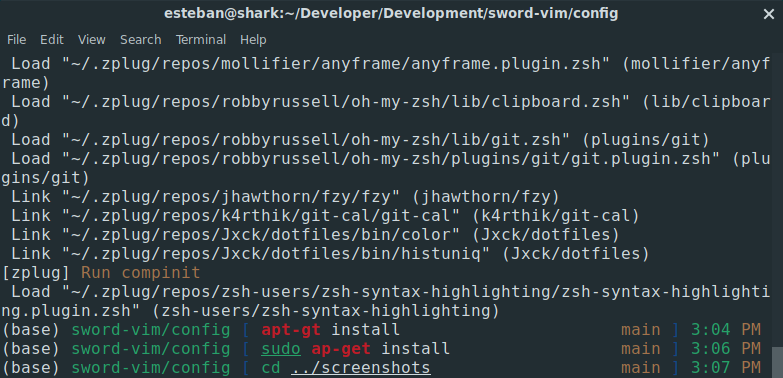 esteban@shark:~/Developer/Development/sword-vim/config
File Edit View Search Terminal Help
Load "~/.zplug/repos/mollifier/anyframe/anyframe.plugin.zsh" (mollifier/anyf
rame)
Load "~/.zplug/repos/robbyrussell/oh-my-zsh/lib/clipboard.zsh" (lib/clipboar
d)
Load "~/.zplug/repos/robbyrussell/oh-my-zsh/lib/git.zsh" (plugins/git)
Load "~/.zplug/repos/robbyrussell/oh-my-zsh/plugins/git/git.plugin.zsh" (plu
gins/git)
Link "~/.zplug/repos/jhawthorn/fzy/fzy" (jhawthorn/fzy)
Link "~/.zplug/repos/k4rthik/git-cal/git-cal" (k4rthik/git-cal)
Link "~/.zplug/repos/Jxck/dotfiles/bin/color" (Jxck/dotfiles)
Link "~/.zplug/repos/Jxck/dotfiles/bin/histuniq" (Jxck/dotfiles)
[zplug] Run compinit
Load "~/.zplug/repos/zsh-users/zsh-syntax-highlighting/zsh-syntax-highlighti
ng.plugin.zsh" (zsh-users/zsh-syntax-highlighting)
(base) sword-vim/config [ apt-gt install main ] 3:04 PM
(base) sword-vim/config [ sudo ap-get install main ] 3:06 PM
(base) sword-vim/config [ cd ../screenshots main ] 3:07 PM